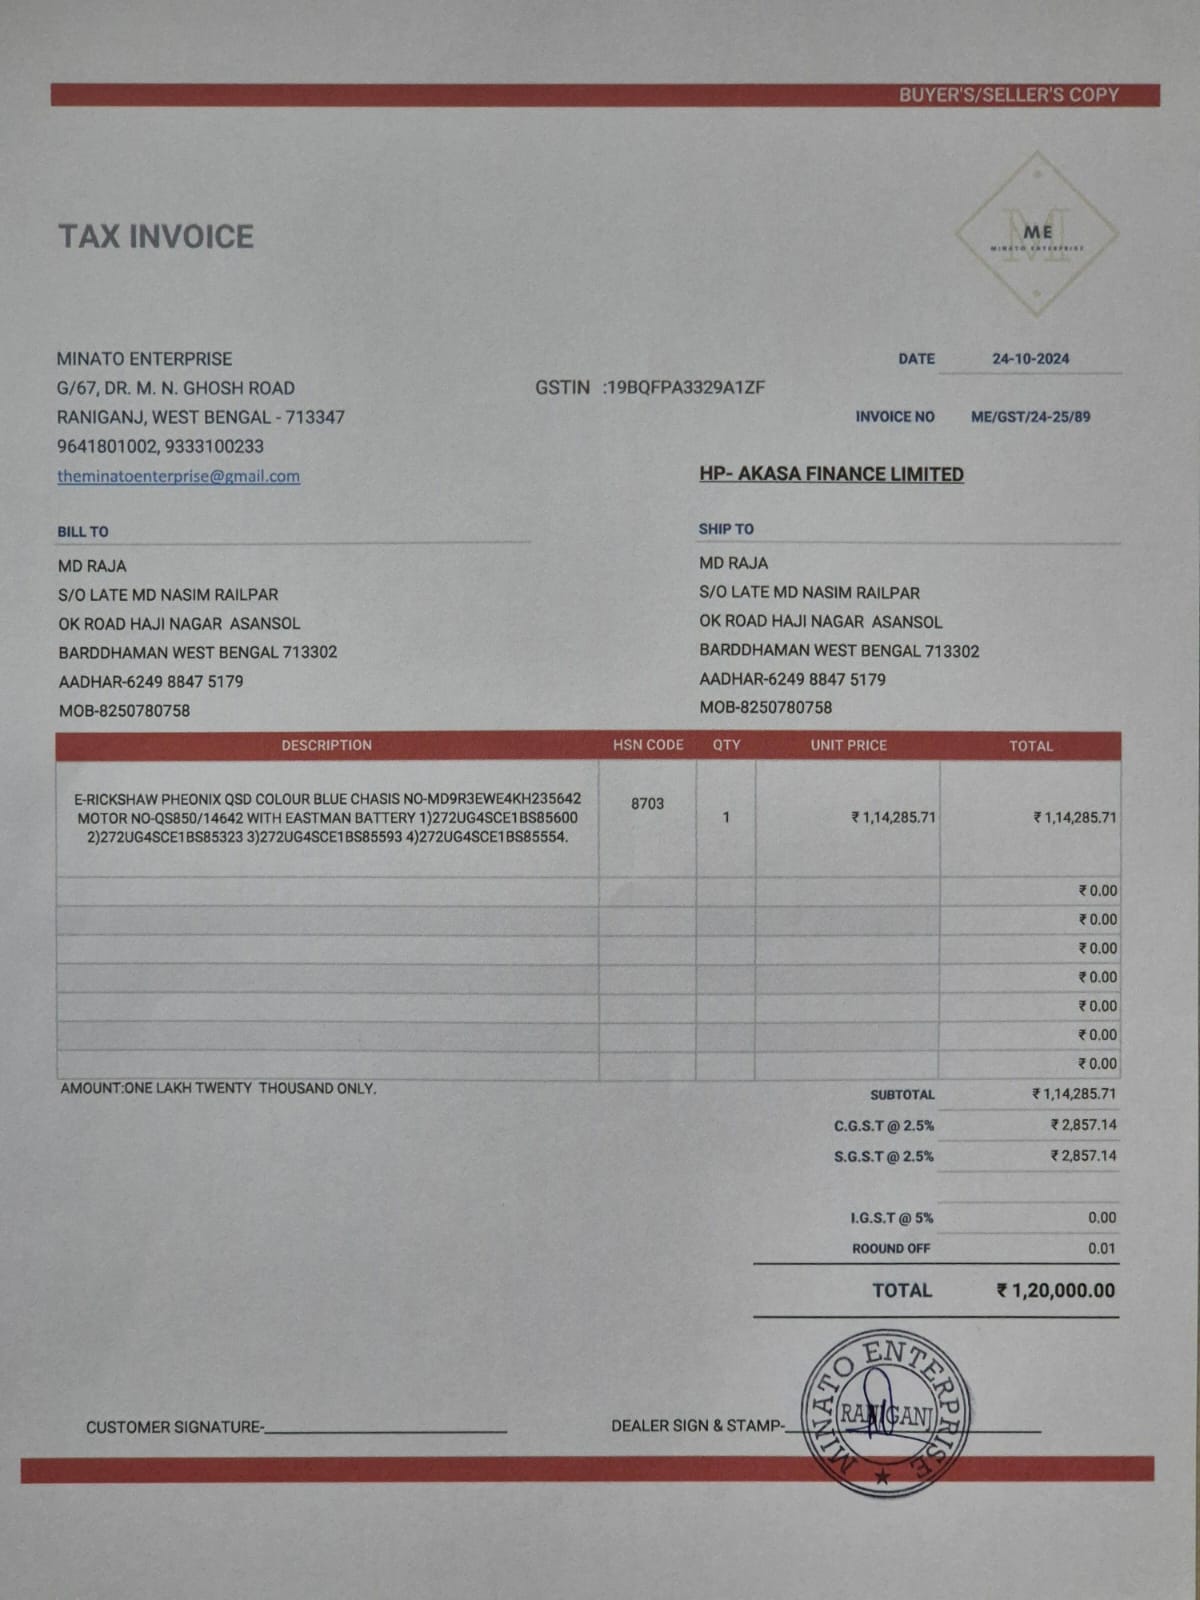 BUYER'S/SELLER'S COPY
ME
MINATO ENTERPRISE
TAX INVOICE
MINATO ENTERPRISE
G/67, DR. M. N. GHOSH ROAD
RANIGANJ, WEST BENGAL - 713347
9641801002, 9333100233
theminatoenterprise@gmail.com
GSTIN :19BQFPA3329A1ZF
DATE 24-10-2024
INVOICE NO ME/GST/24-25/89
HP- AKASA FINANCE LIMITED
BILL TO
MD RAJA
S/O LATE MD NASIM RAILPAR
OK ROAD HAJI NAGAR ASANSOL
BARDDHAMAN WEST BENGAL 713302
AADHAR-6249 8847 5179
MOB-8250780758
SHIP TO
MD RAJA
S/O LATE MD NASIM RAILPAR
OK ROAD HAJI NAGAR ASANSOL
BARDDHAMAN WEST BENGAL 713302
AADHAR-6249 8847 5179
MOB-8250780758
DESCRIPTION HSN CODE QTY UNIT PRICE TOTAL
E-RICKSHAW PHEONIX QSD COLOUR BLUE CHASIS NO-MD9R3EWE4KH235642
MOTOR NO-QS850/14642 WITH EASTMAN BATTERY 1)272UG4SCE1BS85600
2)272UG4SCE1BS85323 3)272UG4SCE1BS85593 4)272UG4SCE1BS85554.
8703 1 ₹ 1,14,285.71 ₹ 1,14,285.71
₹ 0.00
₹ 0.00
₹ 0.00
₹ 0.00
₹ 0.00
₹ 0.00
₹ 0.00
AMOUNT:ONE LAKH TWENTY THOUSAND ONLY.
SUBTOTAL ₹ 1,14,285.71
C.G.S.T @ 2.5% ₹ 2,857.14
S.G.S.T @ 2.5% ₹ 2,857.14
I.G.S.T @ 5% 0.00
ROOUND OFF 0.01
TOTAL ₹ 1,20,000.00
CUSTOMER SIGNATURE-
DEALER SIGN & STAMP-
MINATO ENTERPRISE
RANIGANJ